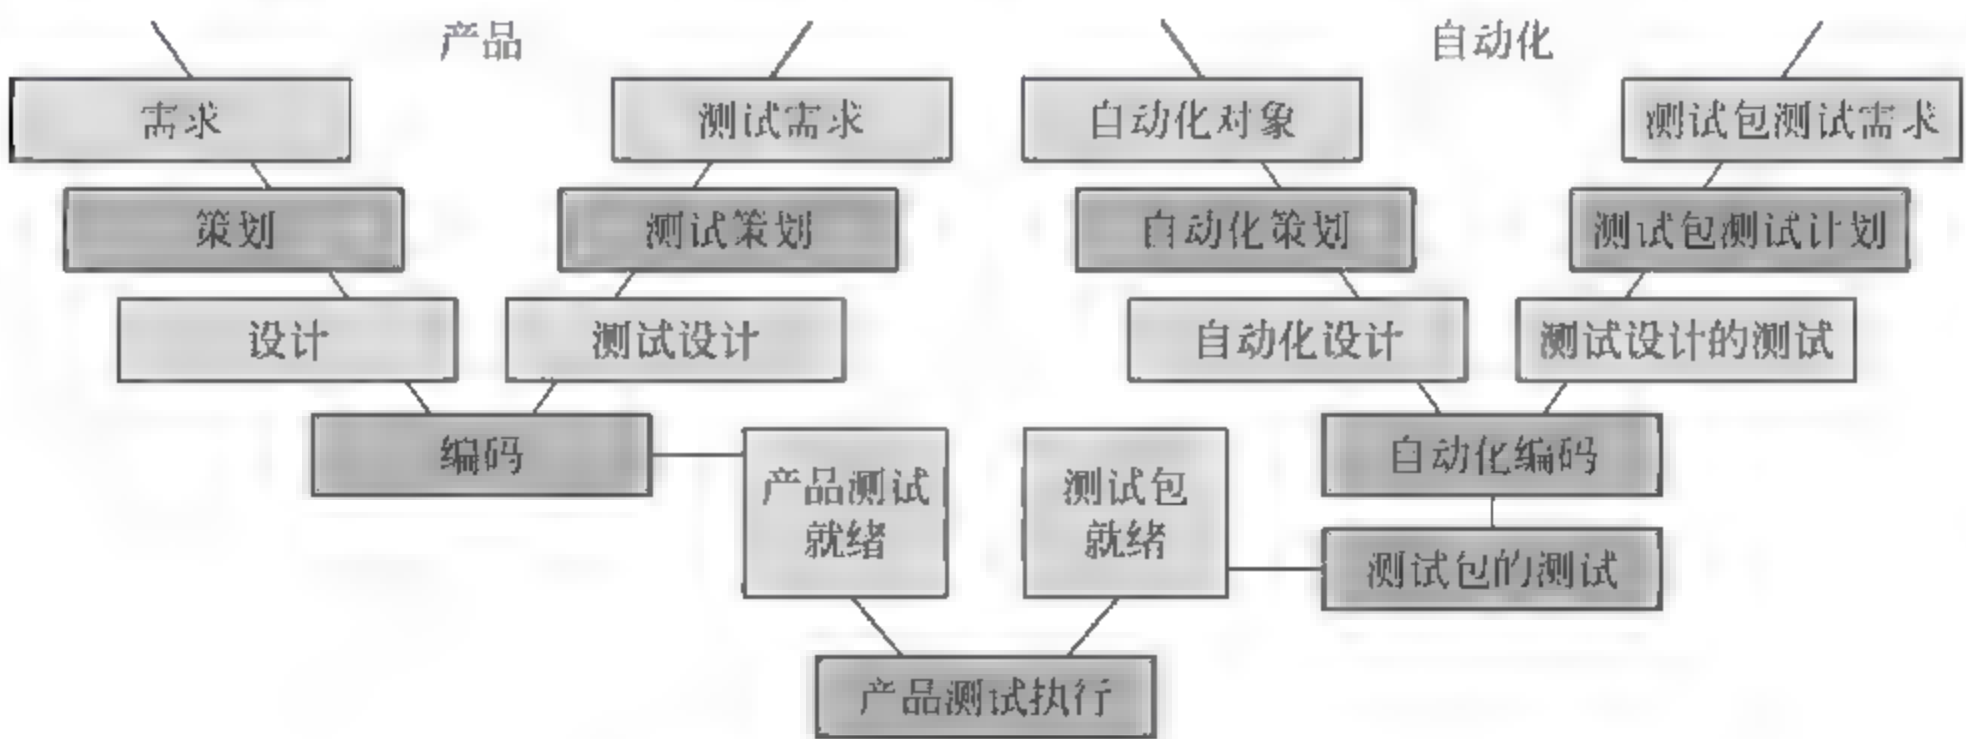 产品
自动化
需求
测试需求
自动化对象
测试包测试需求
策划
测试策划
自动化策划
测试包测试计划
设计
测试设计
自动化设计
测试设计的测试
编码
产品测试
就绪
测试包
就绪
自动化编码
测试包的测试
产品测试执行